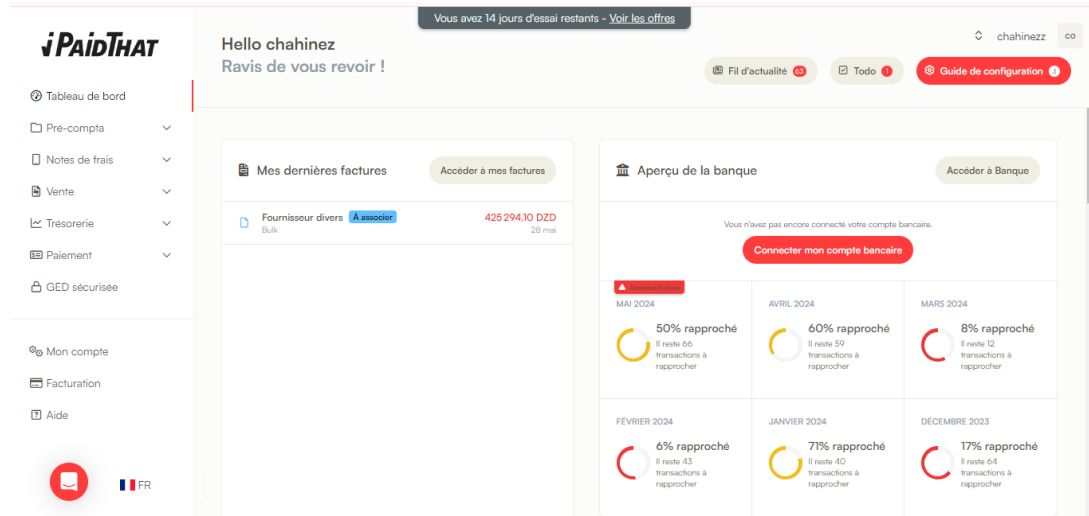 Vous avez 14 jours d'essai restants - Voir les offres
iPaidThat
Hello chahinez
Ravis de vous revoir !
chahinezz
co
Fil d'actualité 63
Todo 1
Guide de configuration 3
Tableau de bord
Pré-compta
Notes de frais
Vente
Trésorerie
Paiement
GED sécurisée
Mon compte
Facturation
Aide
FR
Mes dernières factures
Accéder à mes factures
Fournisseur divers À associer
425 294,10 DZD
Bulk
28 mai
Aperçu de la banque
Accéder à Banque
Vous n'avez pas encore connecté votre compte bancaire.
Connecter mon compte bancaire
MAI 2024
50% rapproché
Il reste 66
transactions à
rapprocher
AVRIL 2024
60% rapproché
Il reste 59
transactions à
rapprocher
MARS 2024
8% rapproché
Il reste 12
transactions à
rapprocher
FÉVRIER 2024
6% rapproché
Il reste 43
transactions à
rapprocher
JANVIER 2024
71% rapproché
Il reste 40
transactions à
rapprocher
DÉCEMBRE 2023
17% rapproché
Il reste 64
transactions à
rapprocher